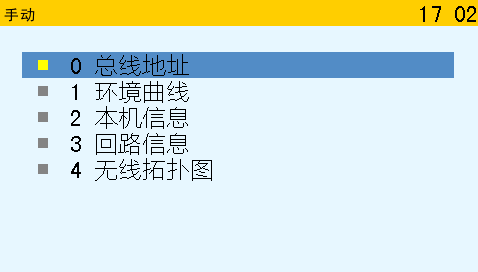 手动 17 02
0 总线地址
1 环境曲线
2 本机信息
3 回路信息
4 无线拓扑图